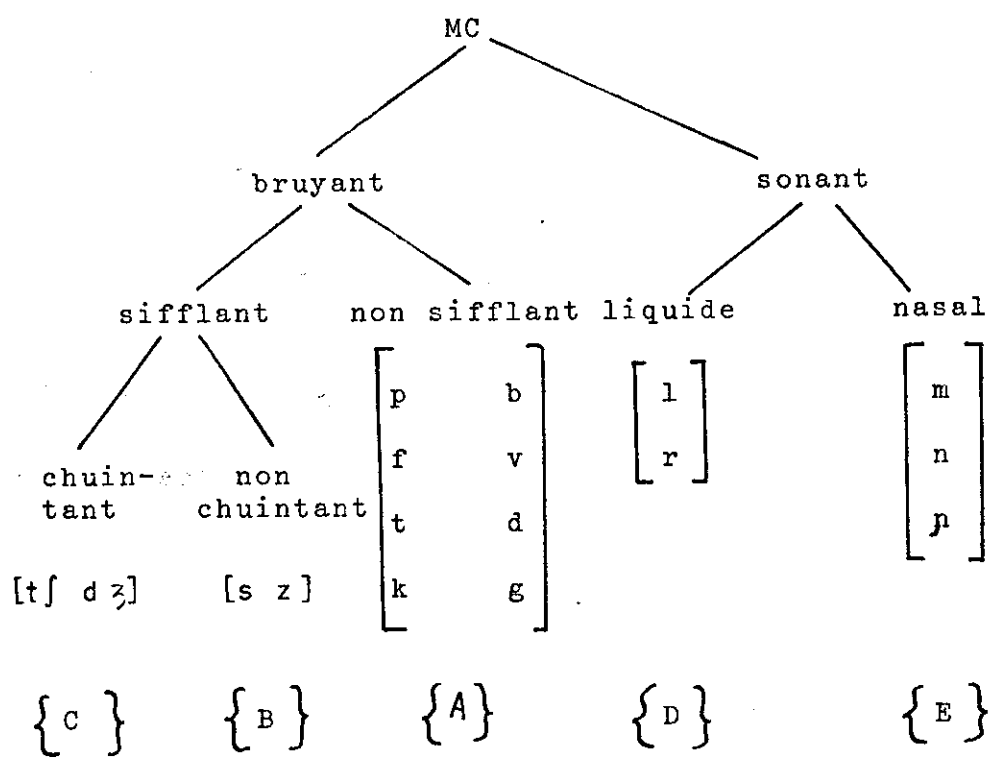 MC
bruyant sonant
sifflant non sifflant liquide nasal
p b l m
f v r n
t d ɲ
k g
chuin- non
tant chuintant
[tʃ dʒ] [s z]
{C} {B} {A} {D} {E}